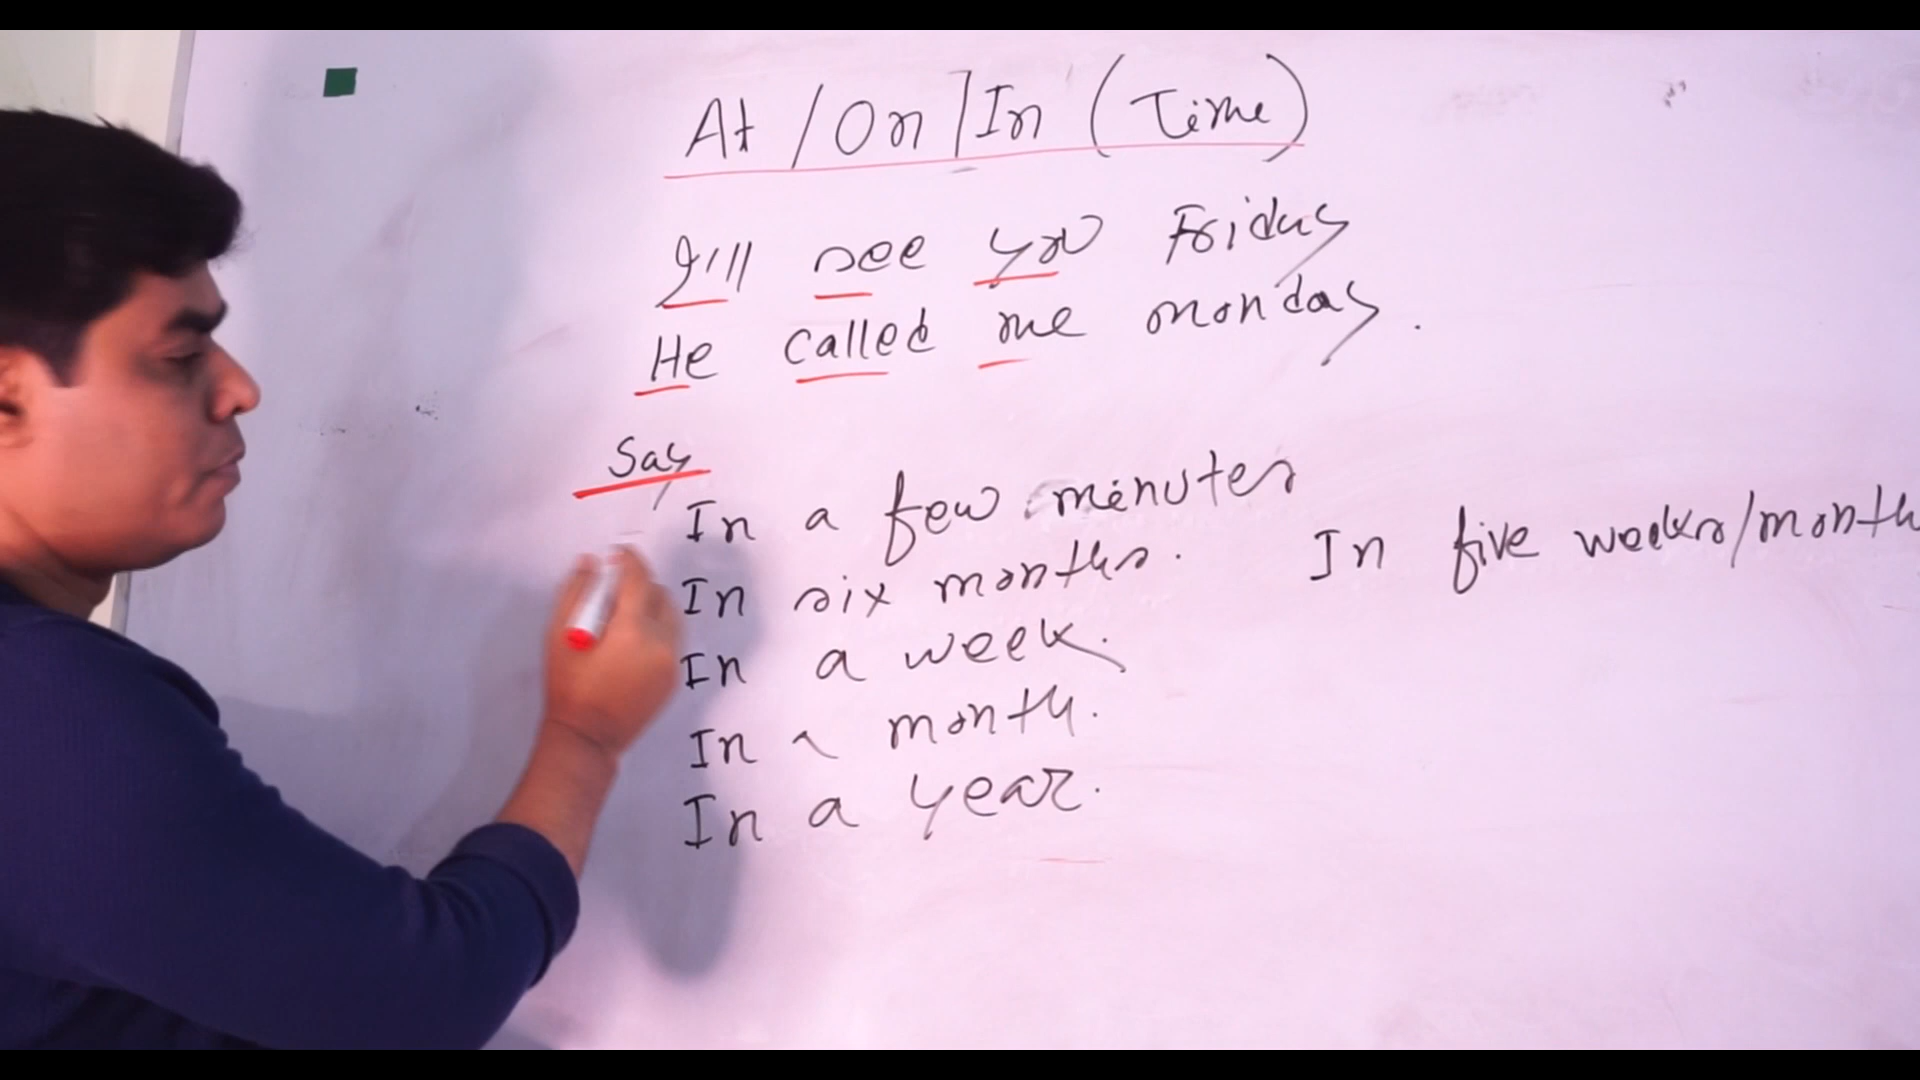 At / On / In (Time)
I'll see you Friday
He called me monday.
Say
In a few minutes
In six months.
In five weeks/month
In a week.
In a month.
In a year.